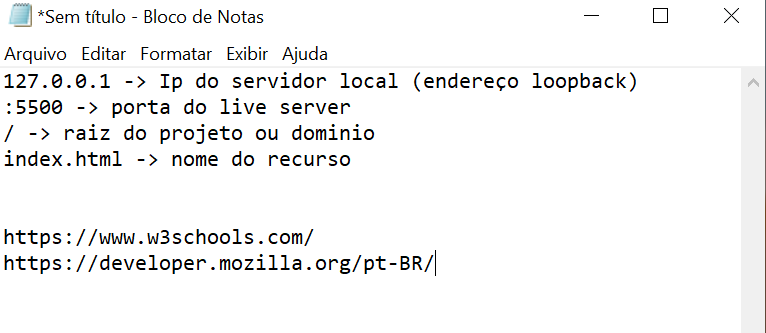 *Sem título - Bloco de Notas
Arquivo Editar Formatar Exibir Ajuda
127.0.0.1 -> Ip do servidor local (endereço loopback)
:5500 -> porta do live server
/ -> raiz do projeto ou dominio
index.html -> nome do recurso
https://www.w3schools.com/
https://developer.mozilla.org/pt-BR/